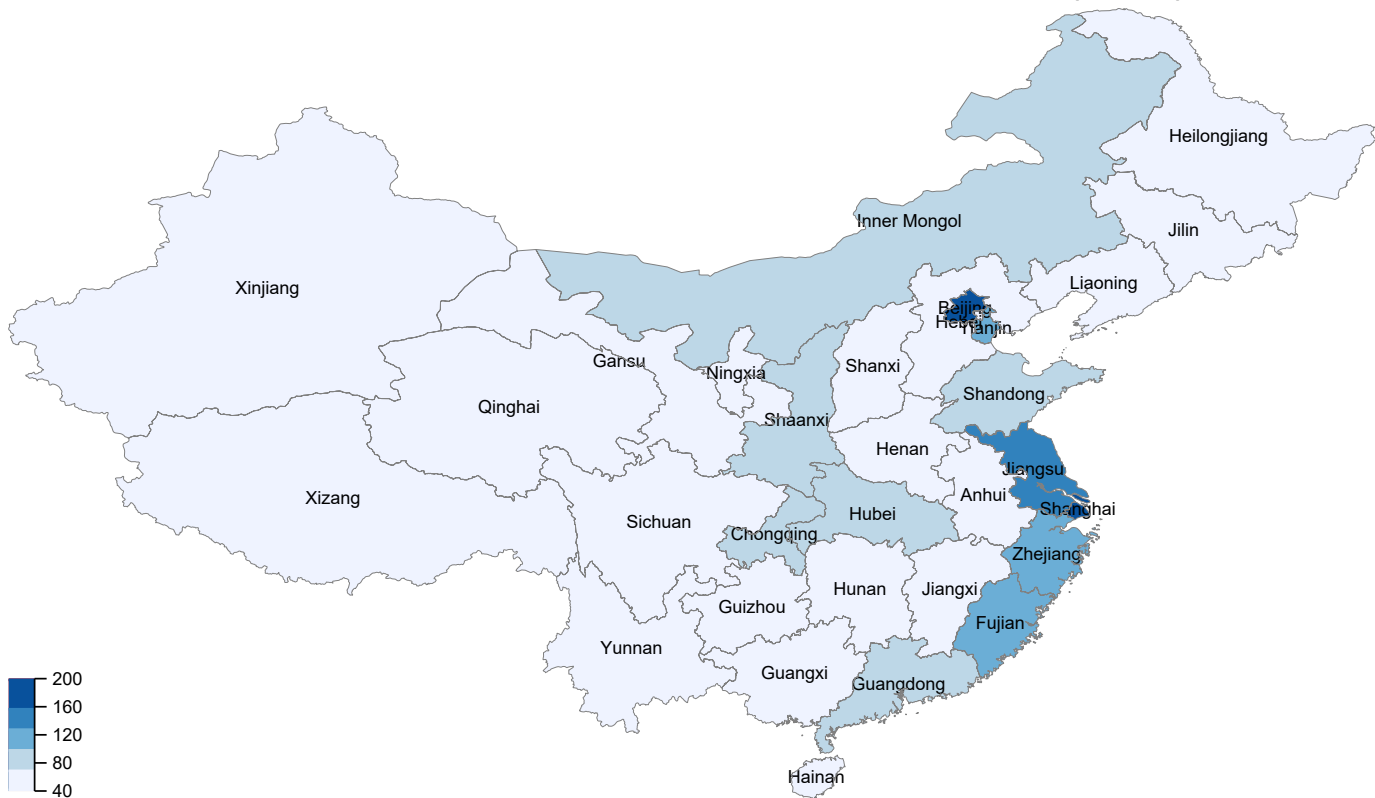 Heilongjiang
Inner Mongol
Jilin
Xinjiang
Liaoning
Beijing
Hebei
Tianjin
Gansu
Ningxia
Shanxi
Shandong
Qinghai
Shaanxi
Henan
Jiangsu
Xizang
Anhui
Shanghai
Sichuan
Hubei
Chongqing
Zhejiang
Hunan
Jiangxi
Guizhou
Fujian
Yunnan
Guangxi
Guangdong
200
160
120
80
40
Hainan